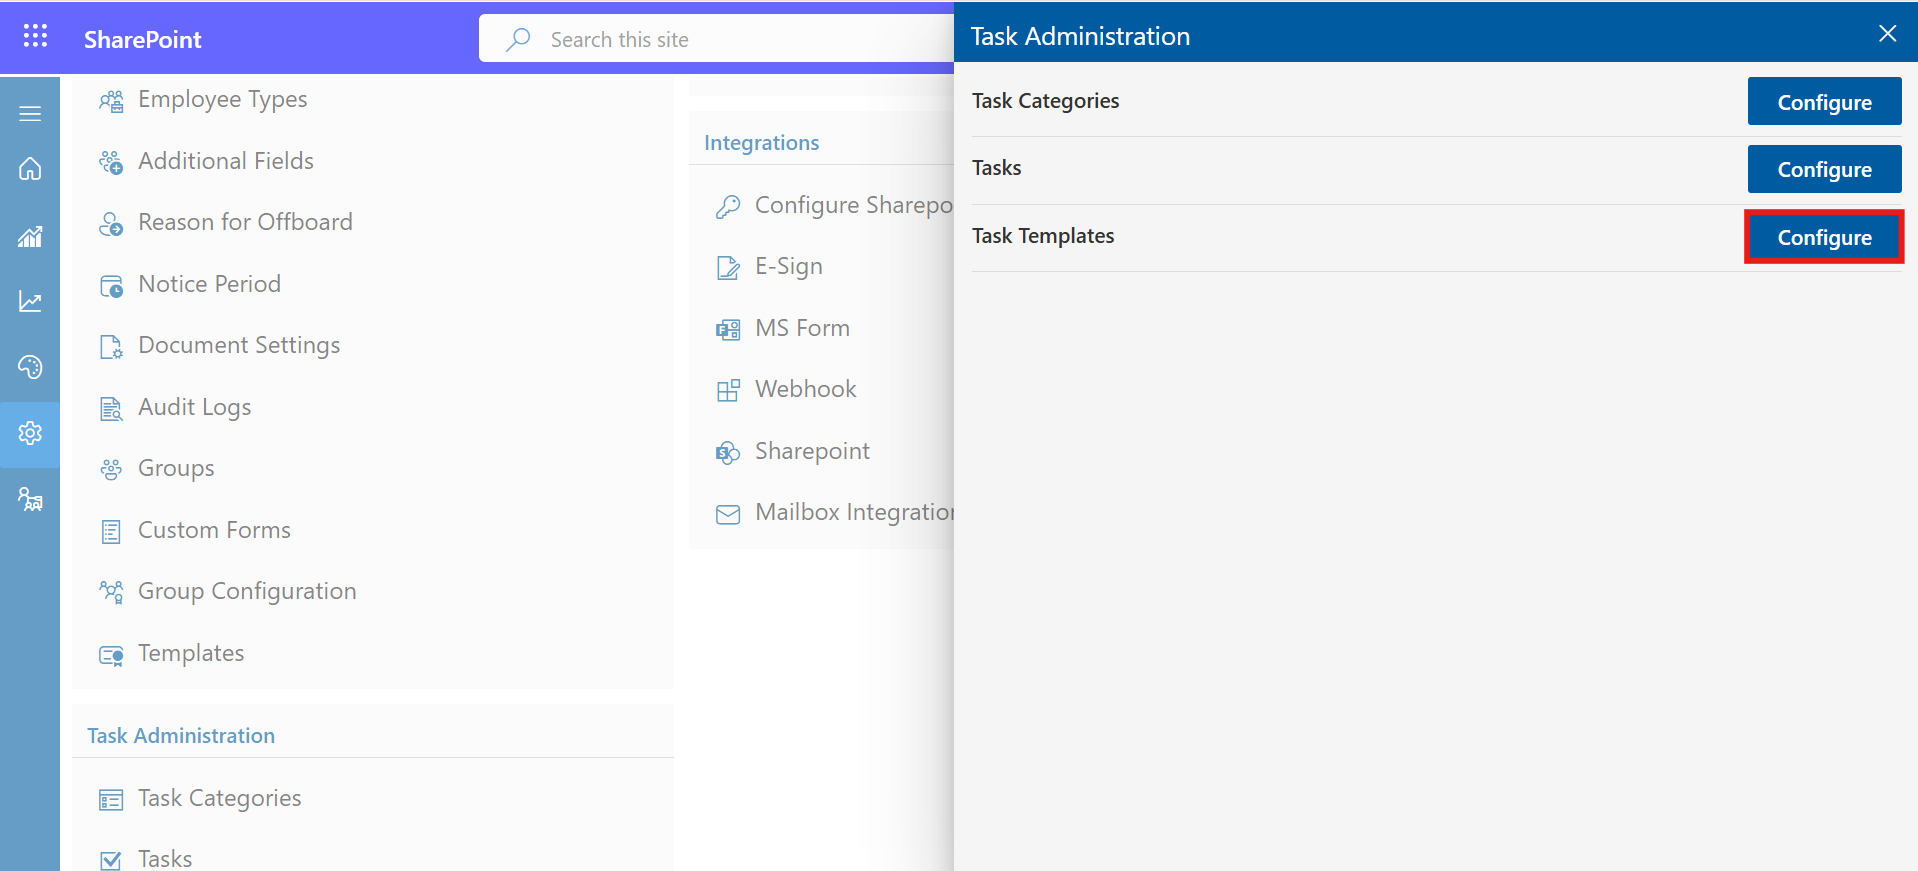 SharePoint
Search this site
Employee Types
Additional Fields
Reason for Offboard
Notice Period
Document Settings
Audit Logs
Groups
Custom Forms
Group Configuration
Templates
Task Administration
Task Categories
Tasks
Integrations
Configure Sharepo
E-Sign
MS Form
Webhook
Sharepoint
Mailbox Integration
Task Administration
Task Categories Configure
Tasks Configure
Task Templates Configure